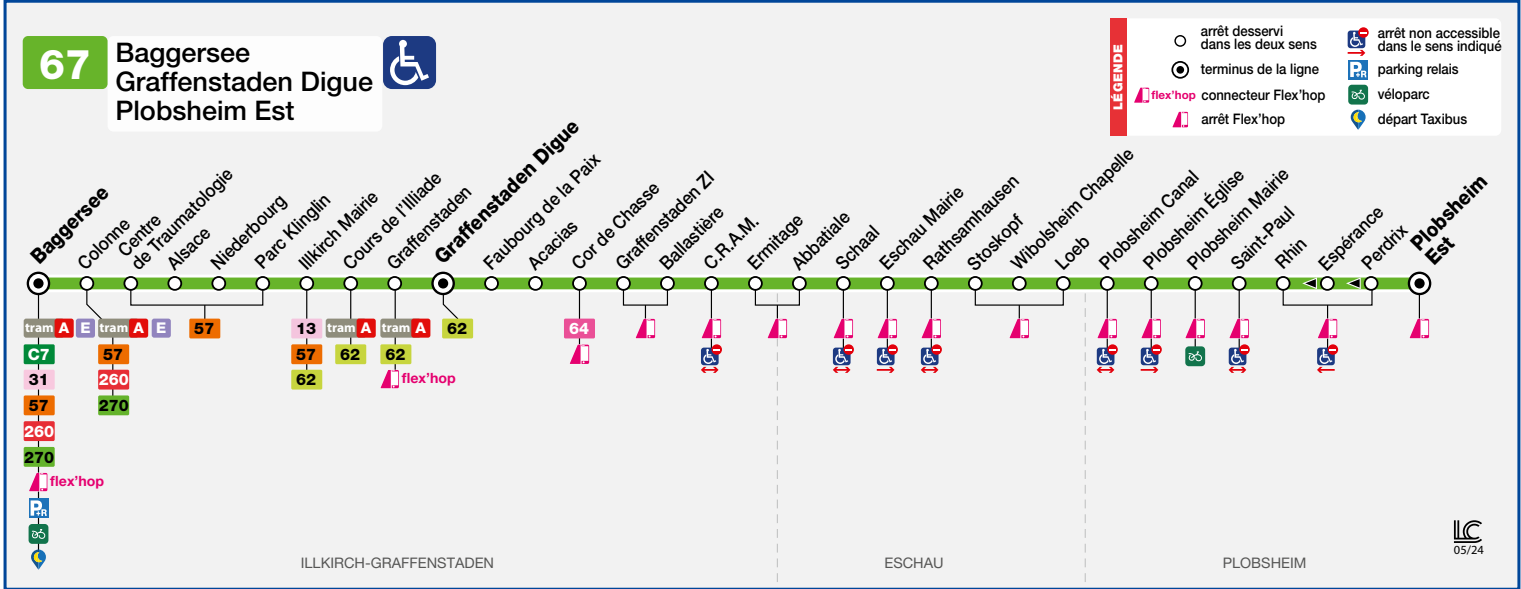 67
Baggersee
Graffenstaden Digue
Plobsheim Est
LÉGENDE
arrêt desservi
dans les deux sens
terminus de la ligne
flex'hop connecteur Flex'hop
arrêt Flex'hop
arrêt non accessible
dans le sens indiqué
P+R parking relais
véloparc
départ Taxibus
Baggersee
Colonne
Centre
de Traumatologie
Alsace
Niederbourg
Parc Klinglin
Illkirch Mairie
Cours de l'Illiade
Graffenstaden
Graffenstaden Digue
Faubourg de la Paix
Acacias
Cor de Chasse
Graffenstaden ZI
Ballastière
C.R.A.M.
Ermitage
Abbatiale
Schaal
Eschau Mairie
Rathsamhausen
Stoskopf
Wibolsheim Chapelle
Loeb
Plobsheim Canal
Plobsheim Église
Plobsheim Mairie
Saint-Paul
Rhin
Espérance
Perdrix
Plobsheim
Est
tram A E
C7
31
57
260
270
flex'hop
P+R
tram A E
57
260
270
57
13
57
62
tram A
62
tram A
62
flex'hop
62
64
ILLKIRCH-GRAFFENSTADEN
ESCHAU
PLOBSHEIM
LC
05/24